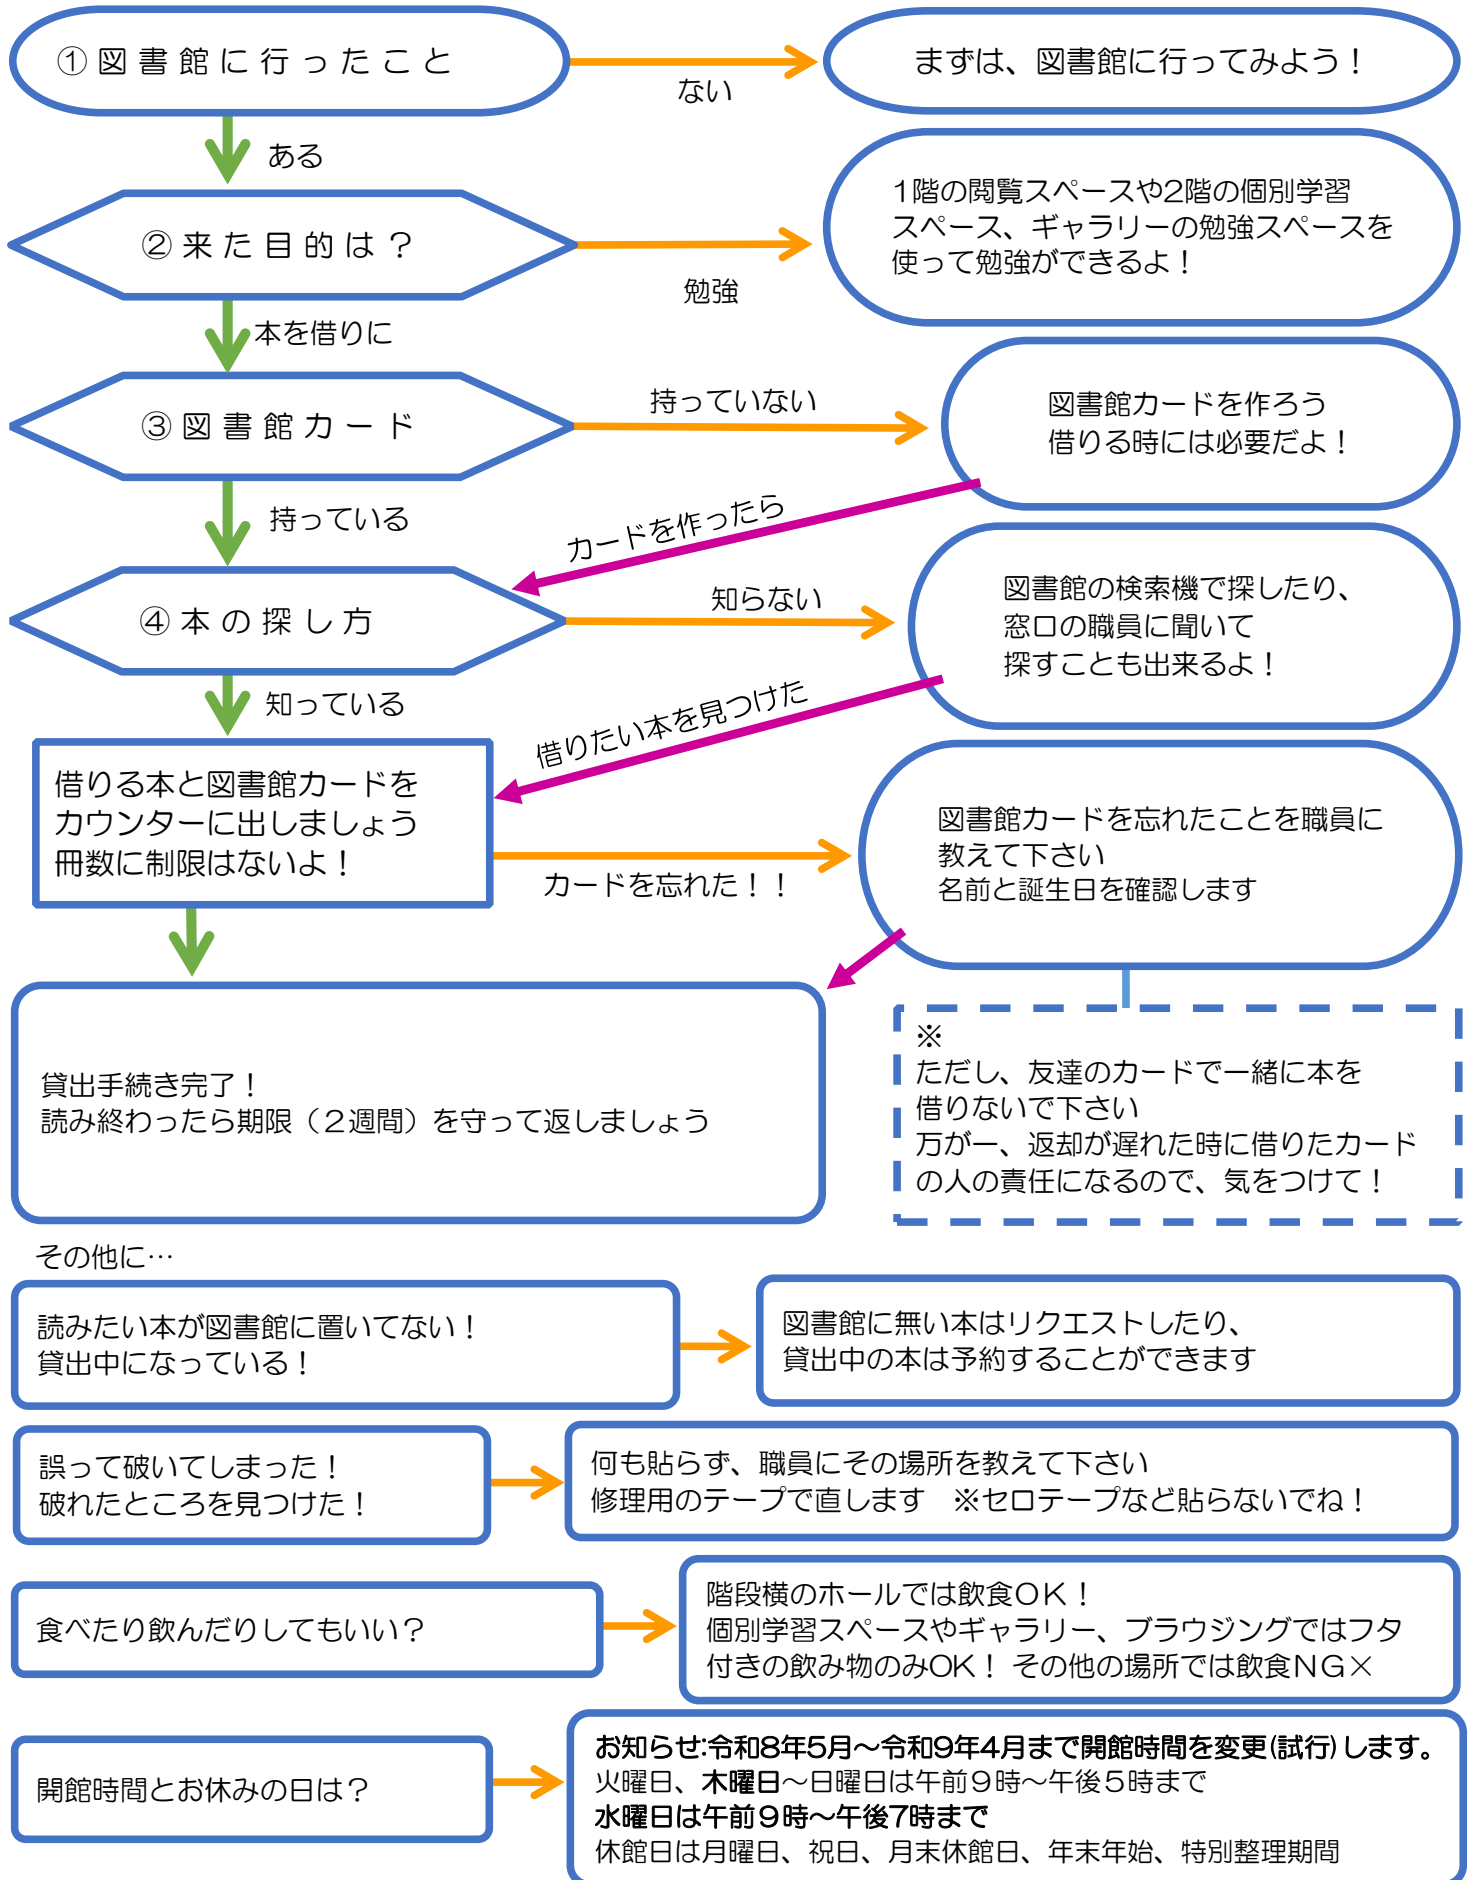 ①図書館に行ったこと
ない
まずは、図書館に行ってみよう！
ある
②来た目的は？
勉強
1階の閲覧スペースや2階の個別学習
スペース、ギャラリーの勉強スペースを
使って勉強ができるよ！
本を借りに
③図書館カード
持っていない
図書館カードを作ろう
借りる時には必要だよ！
持っている
カードを作ったら
④本の探し方
知らない
図書館の検索機で探したり、
窓口の職員に聞いて
探すことも出来るよ！
知っている
借りたい本を見つけた
借りる本と図書館カードを
カウンターに出しましょう
冊数に制限はないよ！
カードを忘れた！！
図書館カードを忘れたことを職員に
教えて下さい
名前と誕生日を確認します
貸出手続き完了！
読み終わったら期限（２週間）を守って返しましょう
※
ただし、友達のカードで一緒に本を
借りないで下さい
万が一、返却が遅れた時に借りたカード
の人の責任になるので、気をつけて！
その他に…
読みたい本が図書館に置いてない！
貸出中になっている！
図書館に無い本はリクエストしたり、
貸出中の本は予約することができます
誤って破いてしまった！
破れたところを見つけた！
何も貼らず、職員にその場所を教えて下さい
修理用のテープで直します　※セロテープなど貼らないでね！
食べたり飲んだりしてもいい？
階段横のホールでは飲食ＯＫ！
個別学習スペースやギャラリー、ブラウジングではフタ
付きの飲み物のみOK！ その他の場所では飲食ＮＧ×
開館時間とお休みの日は？
お知らせ:令和8年5月～令和9年4月まで開館時間を変更(試行)します。
火曜日、木曜日～日曜日は午前９時～午後５時まで
水曜日は午前９時～午後7時まで
休館日は月曜日、祝日、月末休館日、年末年始、特別整理期間